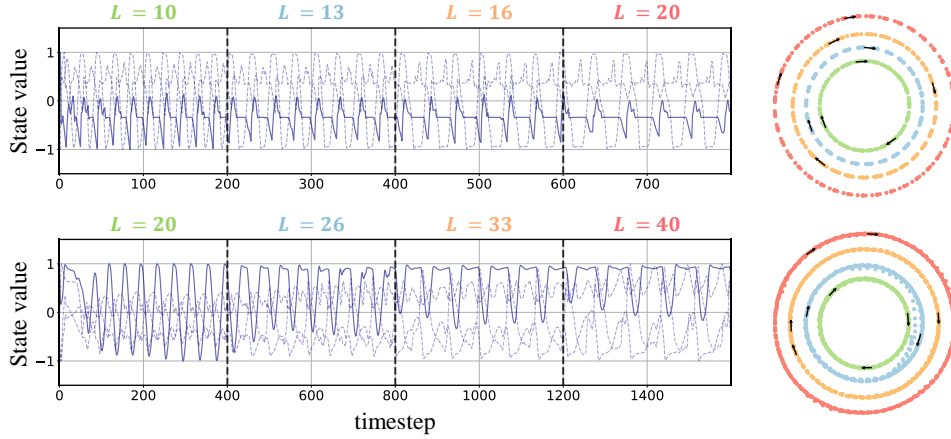 L = 10 L = 13 L = 16 L = 20
State value
1
0
−1
0 100 200 300 400 500 600 700
L = 20 L = 26 L = 33 L = 40
State value
1
0
−1
0 200 400 600 800 1000 1200 1400
timestep